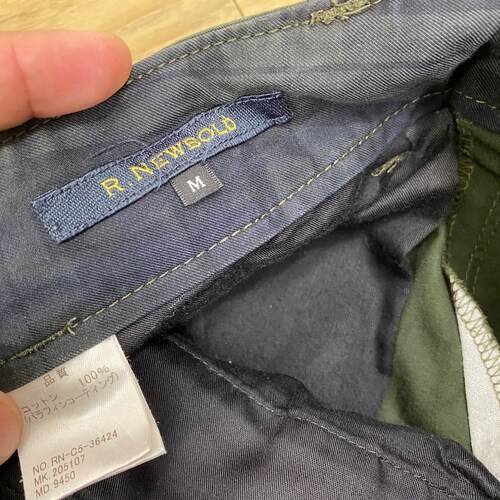 R. NEWBOLD
M
品質
コットン 100%
(パラフィンコーティング)
NO. RN-C5-36424
MK. 205107
MD 9450